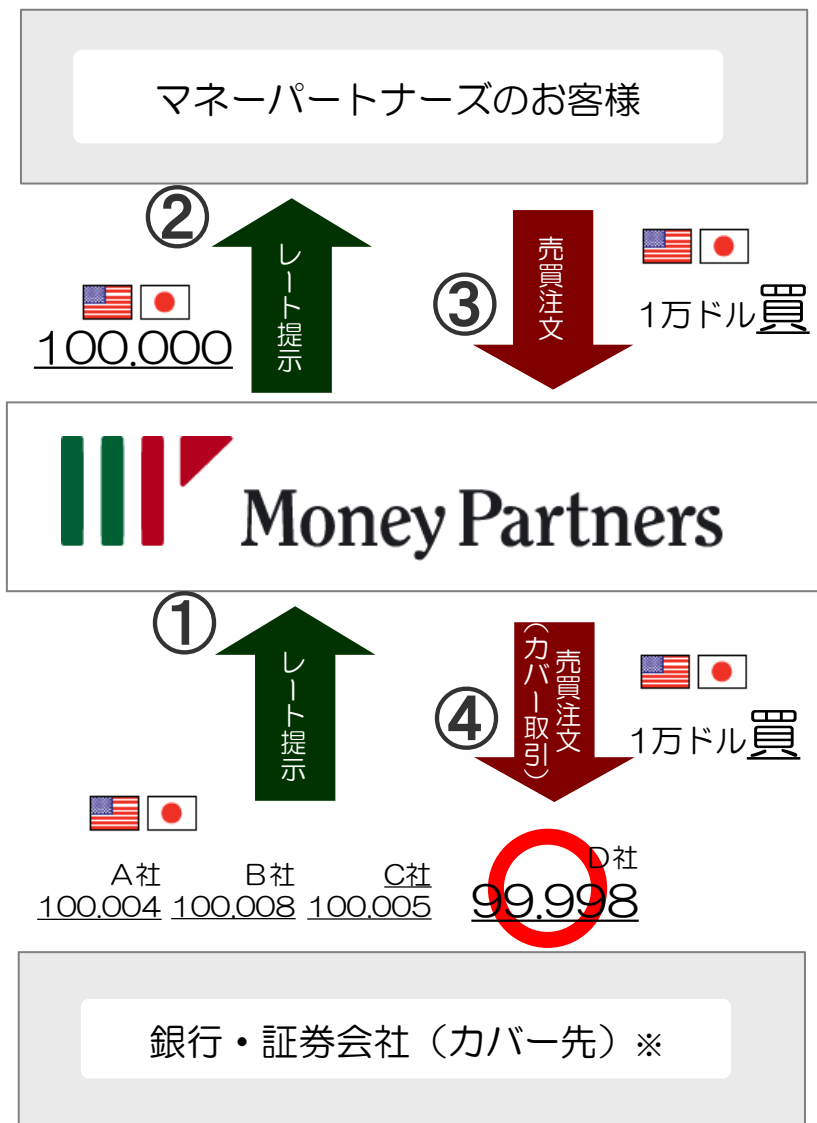 マネーパートナーズのお客様
②
レート提示
100.000
③
売買注文
1万ドル買
Money Partners
①
レート提示
④
売買注文
（カバー取引）
1万ドル買
A社 B社 C社 D社
100.004 100.008 100.005 99.998
銀行・証券会社（カバー先）※